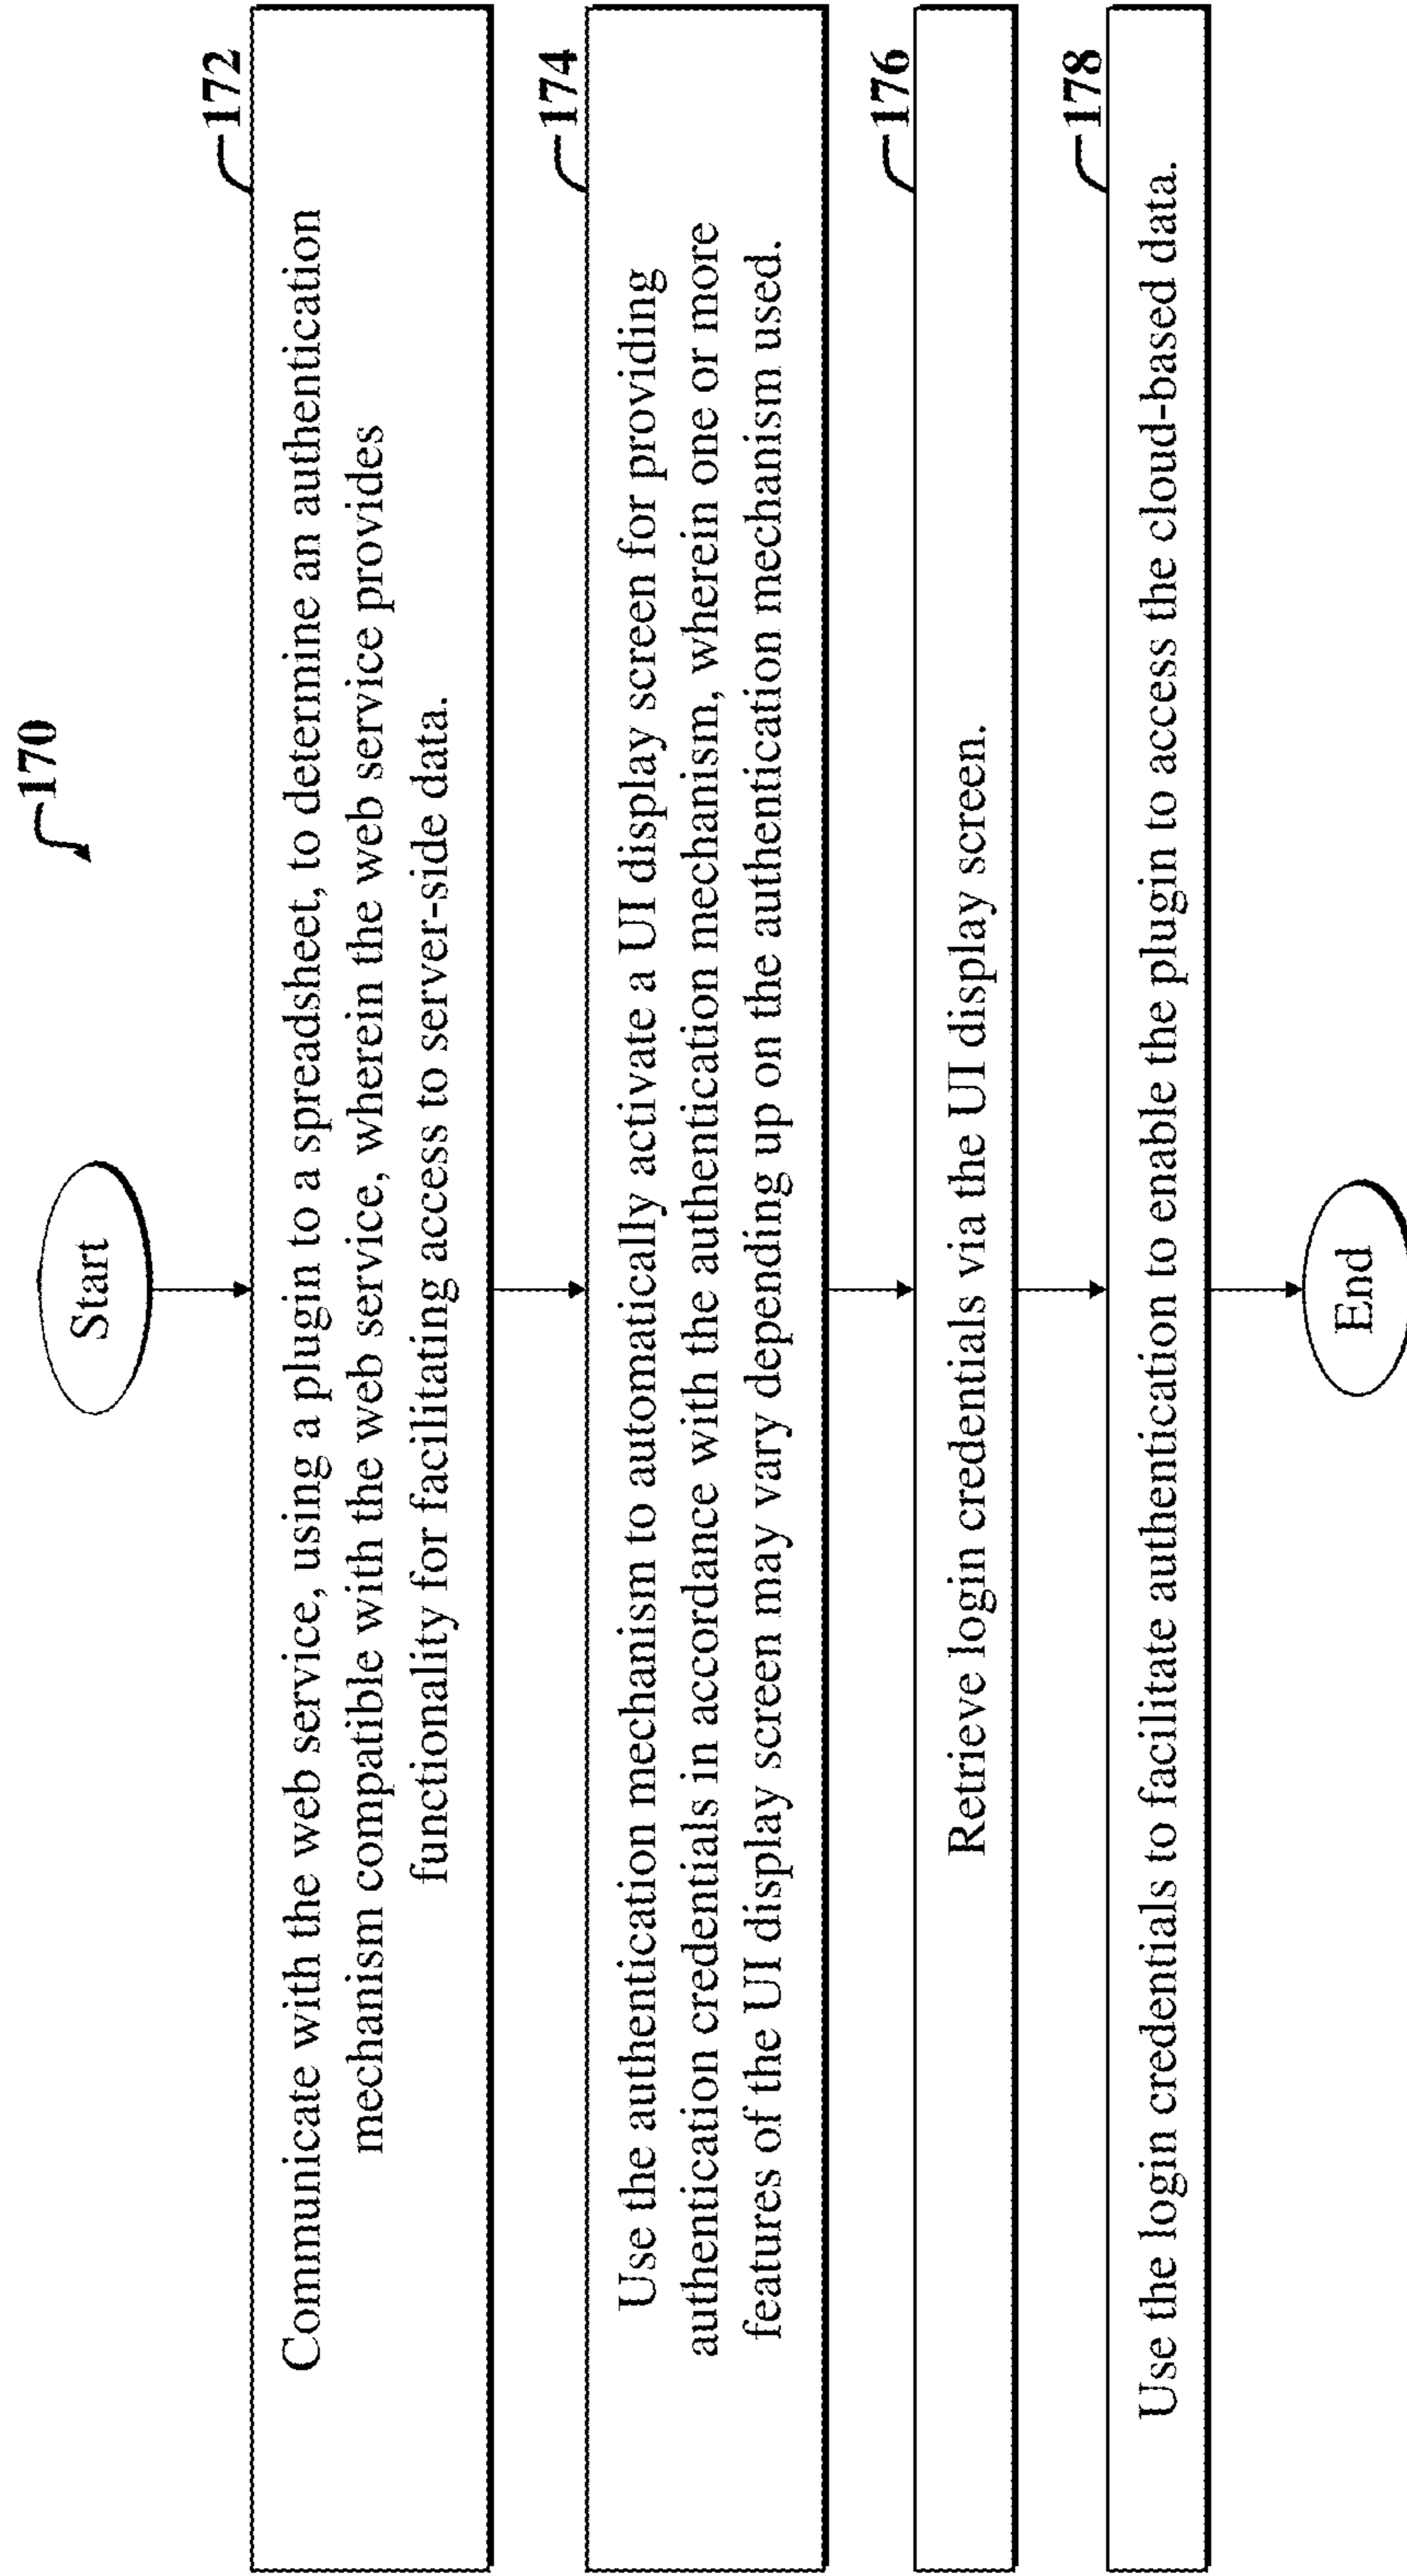 170
Start
172
Communicate with the web service, using a plugin to a spreadsheet, to determine an authentication
mechanism compatible with the web service, wherein the web service provides
functionality for facilitating access to server-side data.
174
Use the authentication mechanism to automatically activate a UI display screen for providing
authentication credentials in accordance with the authentication mechanism, wherein one or more
features of the UI display screen may vary depending up on the authentication mechanism used.
176
Retrieve login credentials via the UI display screen.
178
Use the login credentials to facilitate authentication to enable the plugin to access the cloud-based data.
End